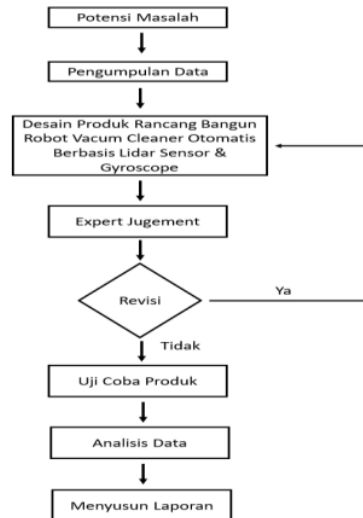 Potensi Masalah
Pengumpulan Data
Desain Produk Rancang Bangun
Robot Vacum Cleaner Otomatis
Berbasis Lidar Sensor &
Gyroscope
Expert Jugement
Revisi
Ya
Tidak
Uji Coba Produk
Analisis Data
Menyusun Laporan